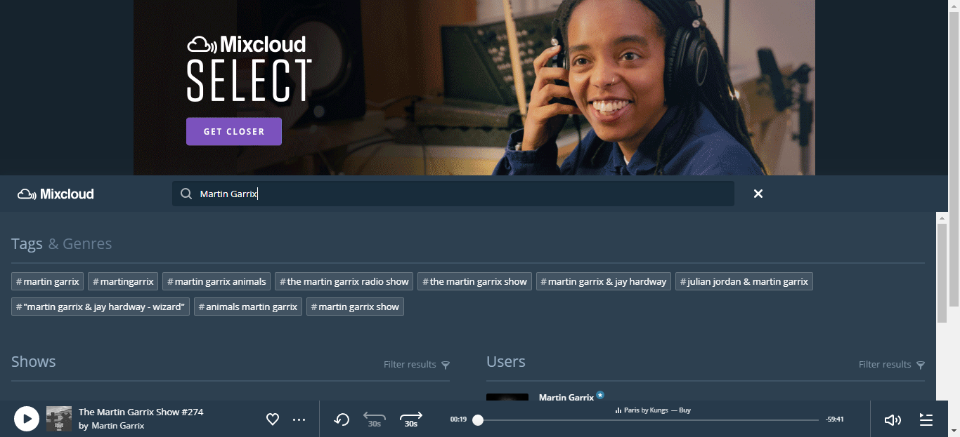 Mixcloud
SELECT
GET CLOSER
Mixcloud
Martin Garrix
Tags & Genres
#martin garrix #martingarrix #martin garrix animals #the martin garrix radio show #the martin garrix show #martin garrix & jay hardway #julian jordan & martin garrix
#"martin garrix & jay hardway - wizard" #animals martin garrix #martin garrix show
Shows Filter results
Users Filter results
Martin Garrix
The Martin Garrix Show #274
by Martin Garrix
30s
30s
00:19
Paris by Kungs — Buy
-59:41